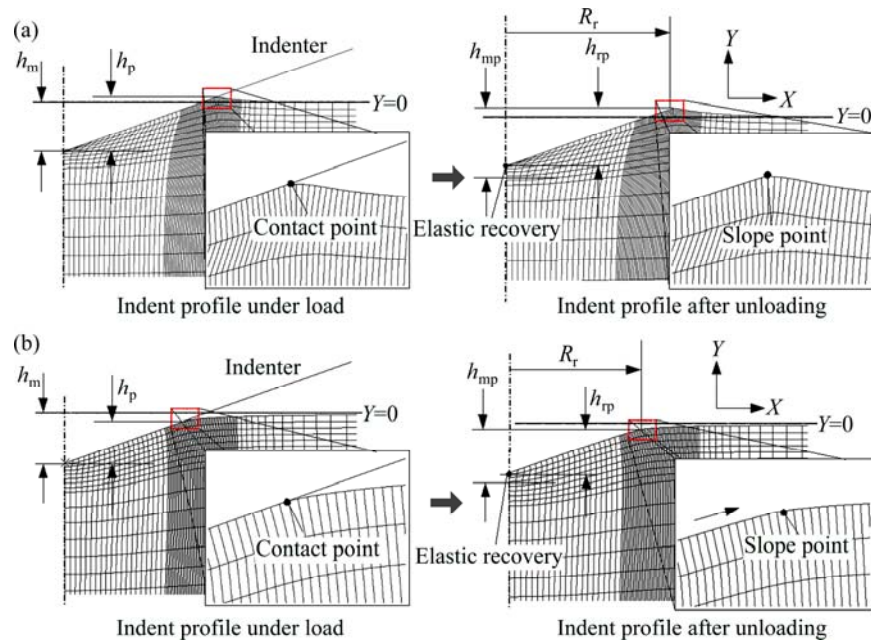 (a)
Indenter
h_m
h_p
Y=0
Contact point
Indent profile under load
R_r
h_mp
h_rp
Y
X
Y=0
Elastic recovery
Slope point
Indent profile after unloading
(b)
Indenter
h_m
h_p
Y=0
Contact point
Indent profile under load
R_r
h_mp
h_rp
Y
X
Y=0
Elastic recovery
Slope point
Indent profile after unloading